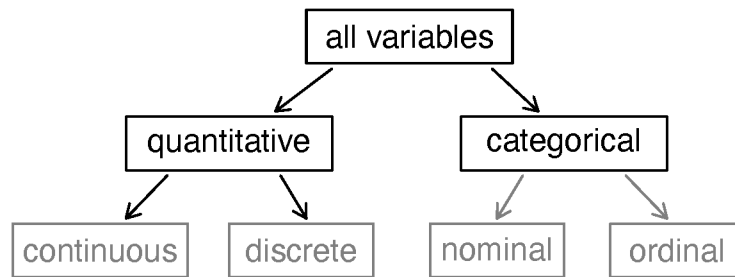 all variables
quantitative
categorical
continuous
discrete
nominal
ordinal